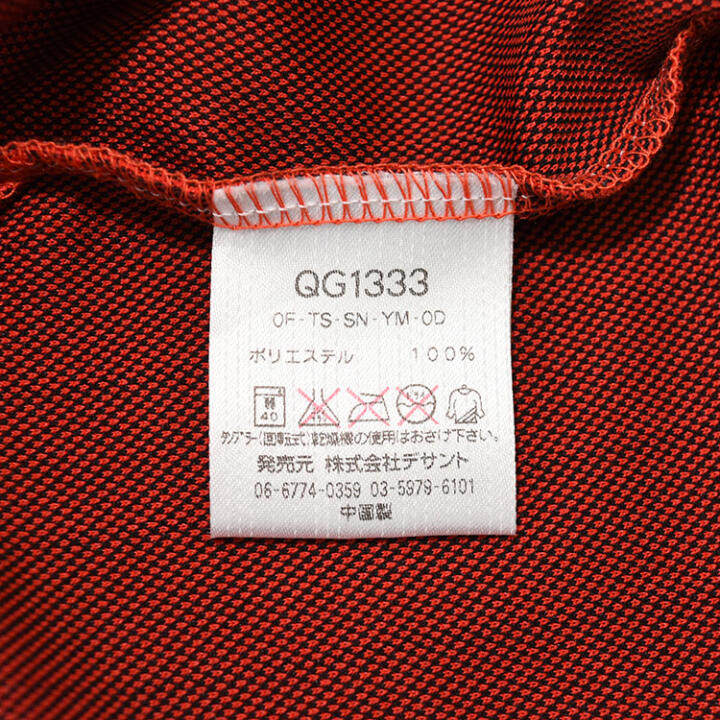 QG1333
OF-TS-SN-YM-OD
ポリエステル 100%
40
タンブラー(回転式)乾燥機の使用はおさけ下さい。
発売元 株式会社デサント
06-6774-0359 03-5979-6101
中国製